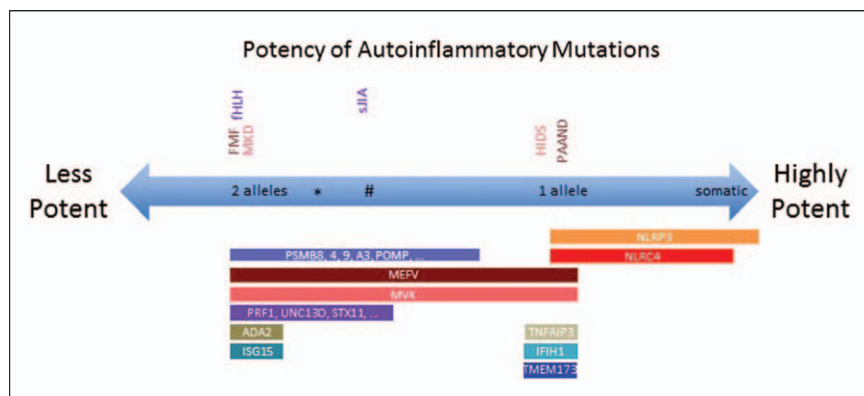 Potency of Autoinflammatory Mutations
FMF
fHLH
MKD
sJIA
HIDS
PAAND
Less
Potent
2 alleles * # 1 allele somatic
Highly
Potent
NLRP3
PSMB8, 4, 9, A3, POMP, ...
NLRC4
MEFV
MVK
PRF1, UNC13D, STX11, ...
ADA2
TNFAIP3
ISG15
IFIH1
TMEM173